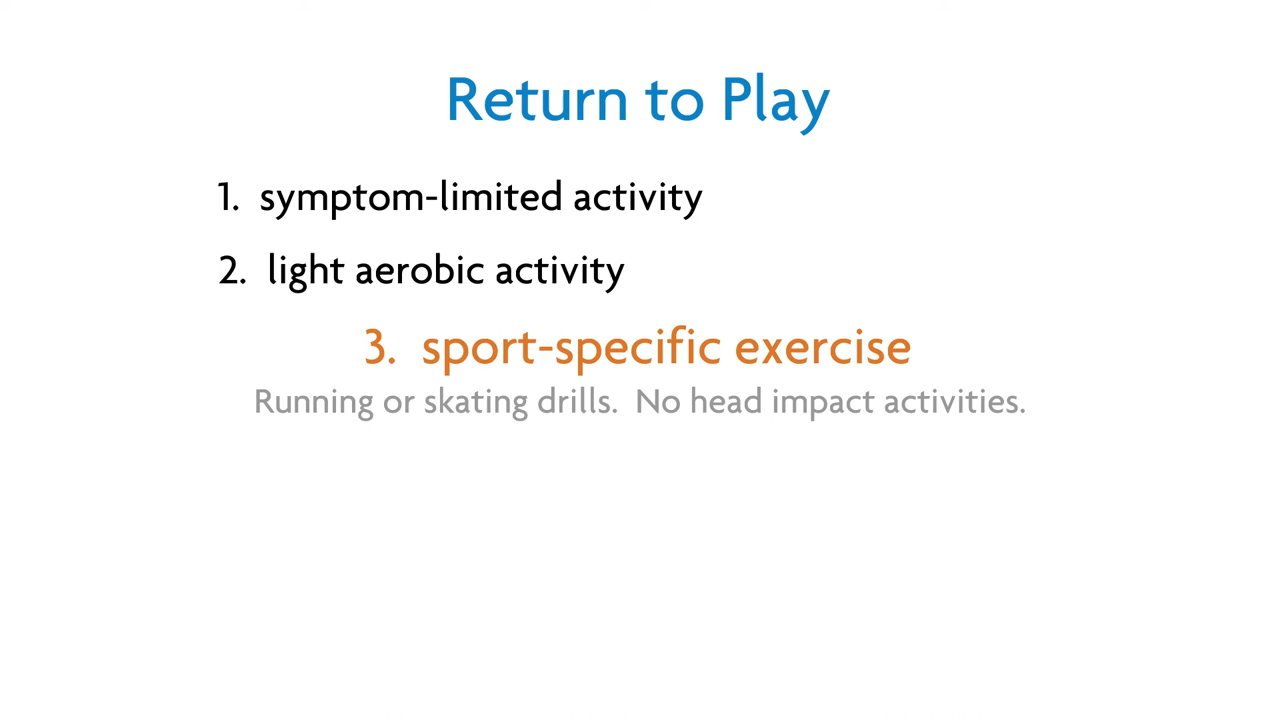 Return to Play
1. symptom-limited activity
2. light aerobic activity
3. sport-specific exercise
Running or skating drills. No head impact activities.